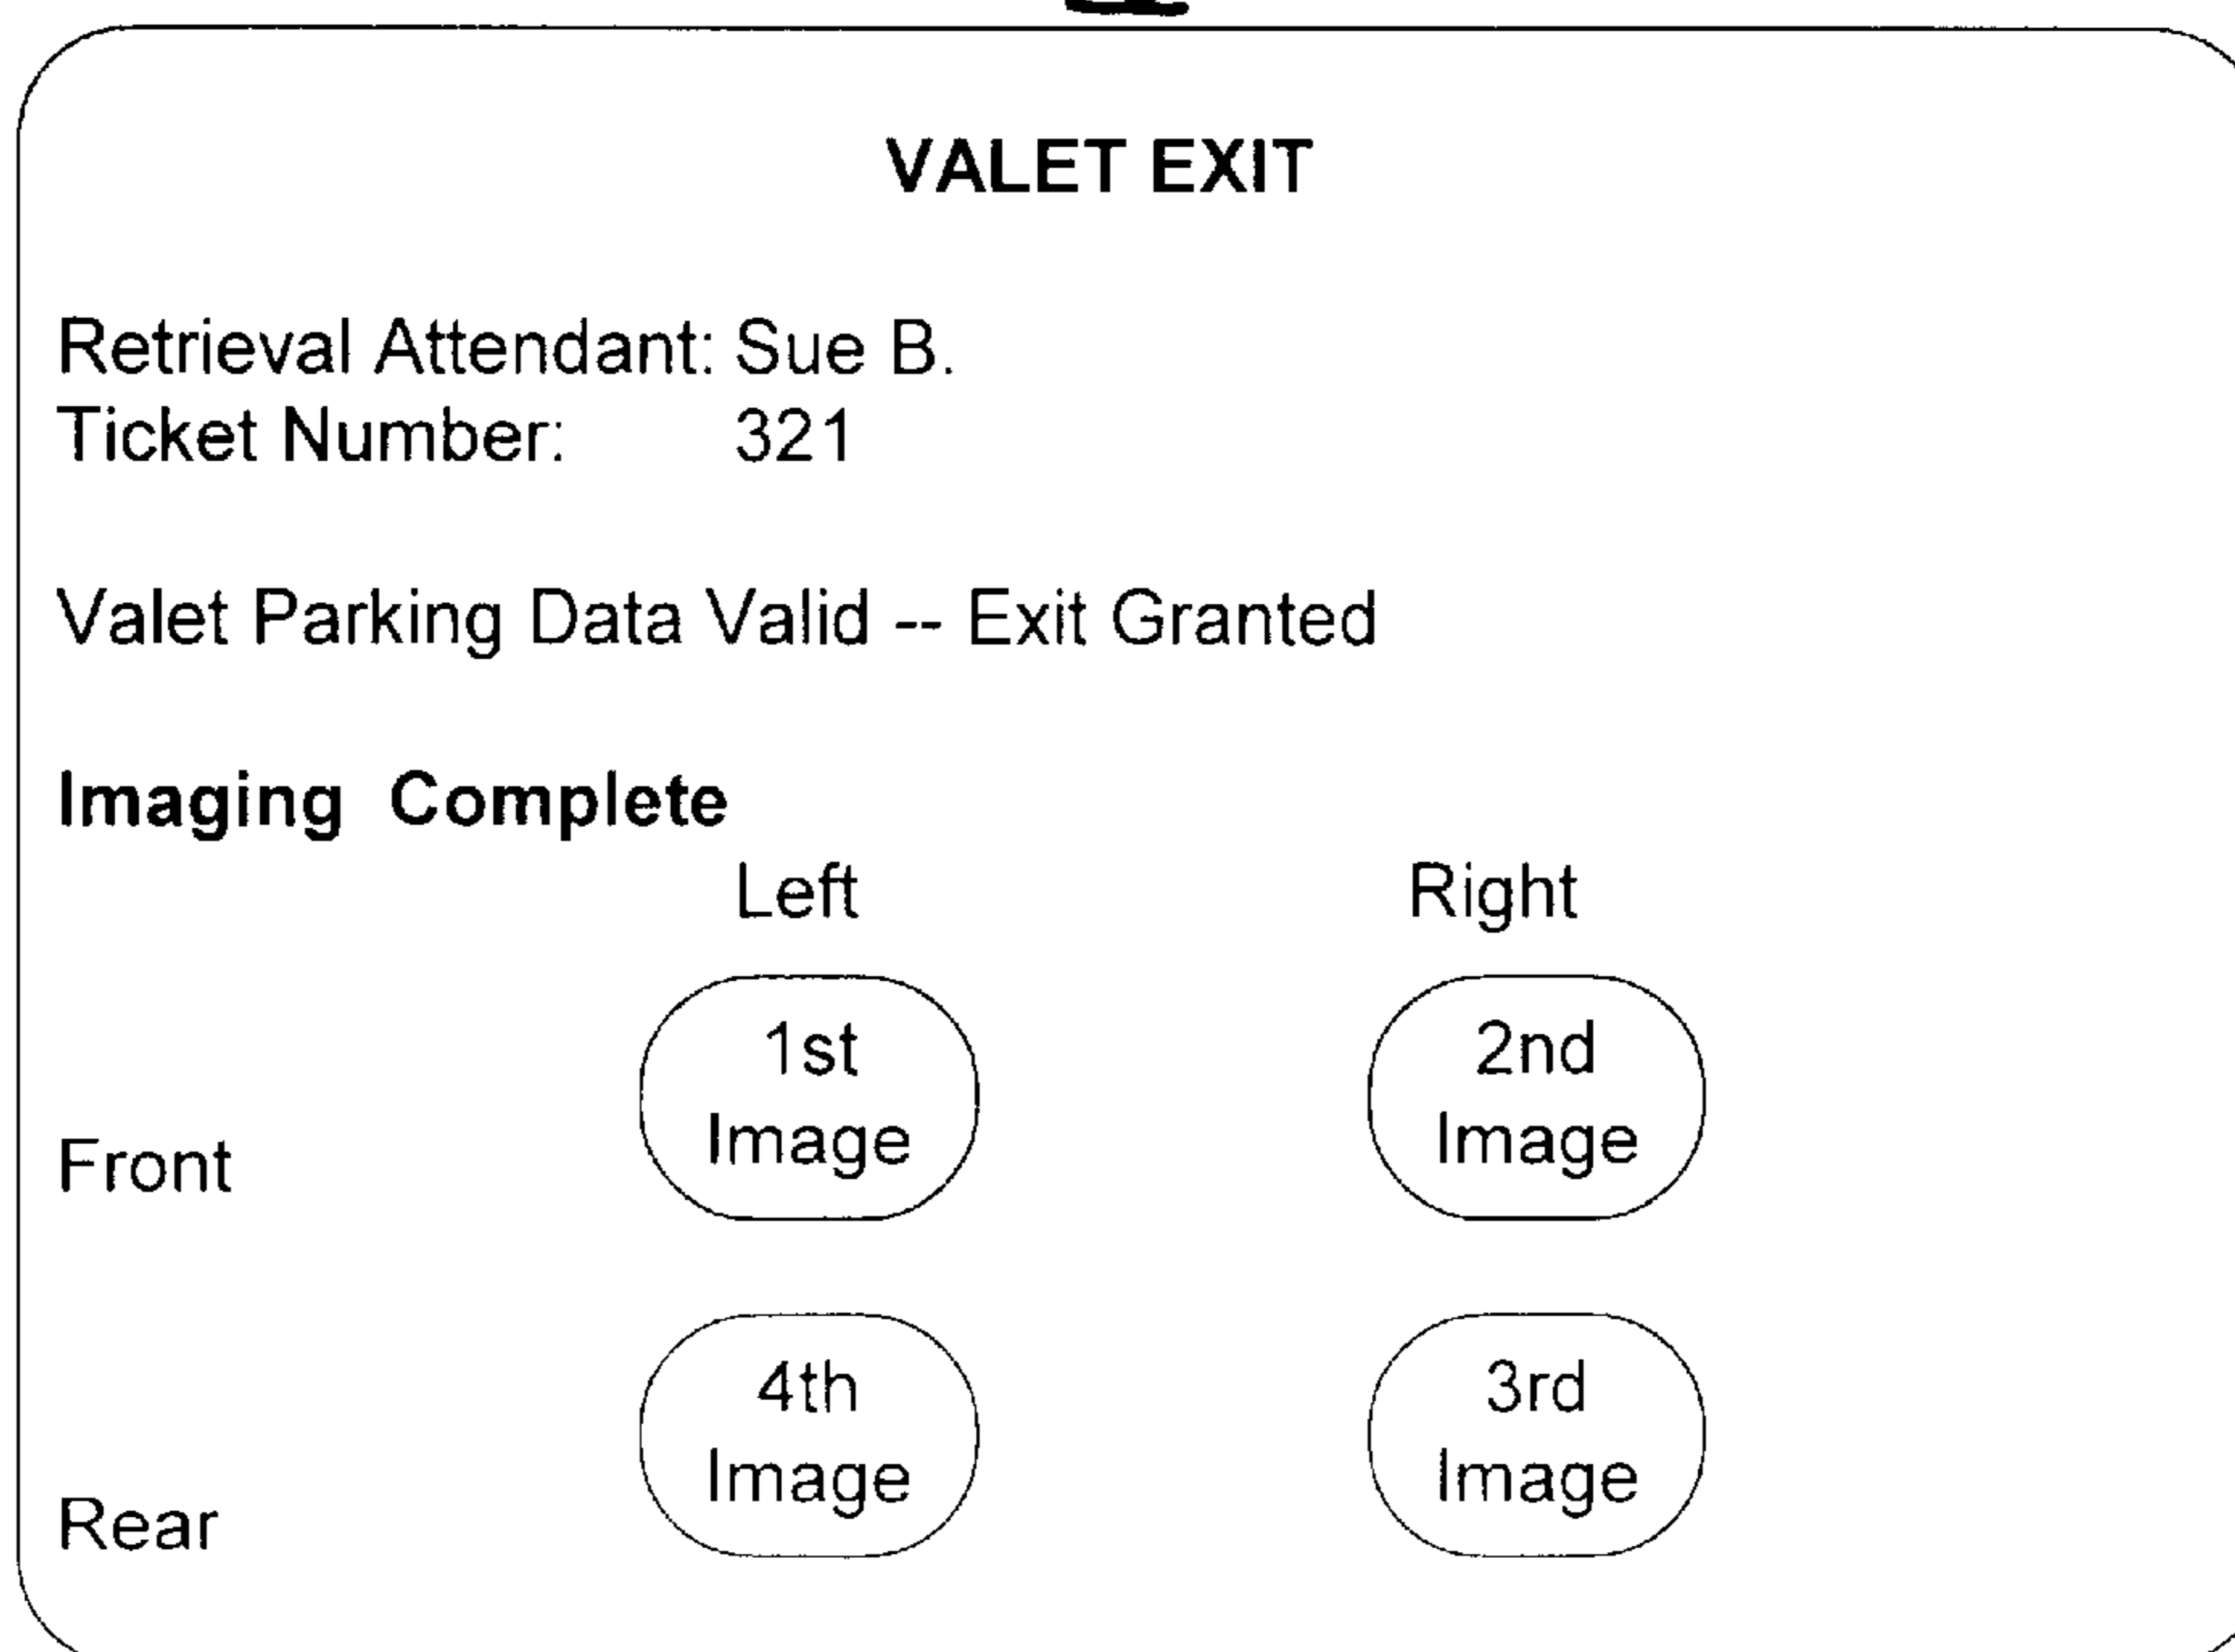 VALET EXIT
Retrieval Attendant: Sue B.
Ticket Number: 321
Valet Parking Data Valid -- Exit Granted
Imaging Complete
Left Right
1st 2nd
Image Image
Front
4th 3rd
Image Image
Rear